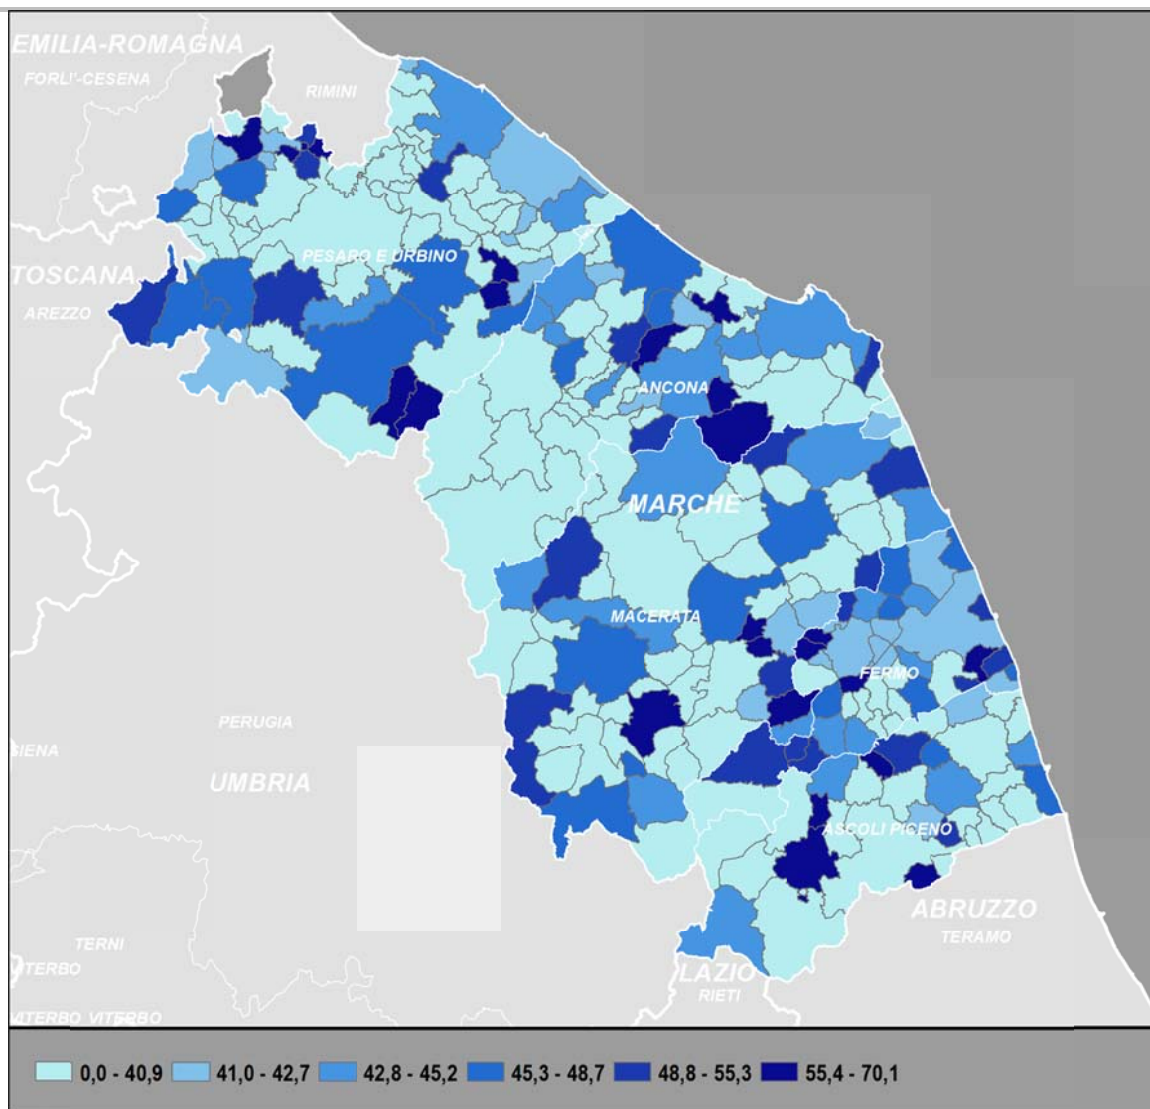 EMILIA-ROMAGNA
FORLI'-CESENA
RIMINI
PESARO E URBINO
TOSCANA
AREZZO
ANCONA
MARCHE
MACERATA
FERMO
PERUGIA
SIENA
UMBRIA
ASCOLI PICENO
ABRUZZO
TERAMO
TERNI
VITERBO
LAZIO
RIETI
VITERBO VITERBO
0,0 - 40,9 41,0 - 42,7 42,8 - 45,2 45,3 - 48,7 48,8 - 55,3 55,4 - 70,1